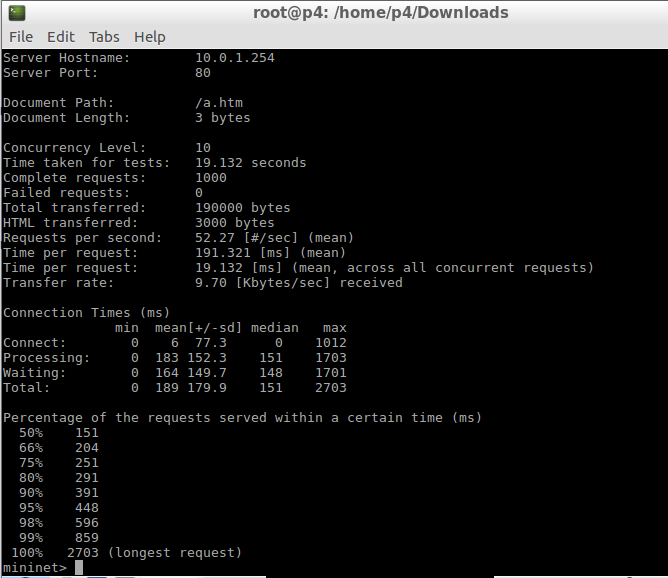 root@p4: /home/p4/Downloads
File Edit Tabs Help
Server Hostname: 10.0.1.254
Server Port: 80
Document Path: /a.htm
Document Length: 3 bytes
Concurrency Level: 10
Time taken for tests: 19.132 seconds
Complete requests: 1000
Failed requests: 0
Total transferred: 190000 bytes
HTML transferred: 3000 bytes
Requests per second: 52.27 [#/sec] (mean)
Time per request: 191.321 [ms] (mean)
Time per request: 19.132 [ms] (mean, across all concurrent requests)
Transfer rate: 9.70 [Kbytes/sec] received
Connection Times (ms)
min mean[+/-sd] median max
Connect: 0 6 77.3 0 1012
Processing: 0 183 152.3 151 1703
Waiting: 0 164 149.7 148 1701
Total: 0 189 179.9 151 2703
Percentage of the requests served within a certain time (ms)
50% 151
66% 204
75% 251
80% 291
90% 391
95% 448
98% 596
99% 859
100% 2703 (longest request)
mininet>